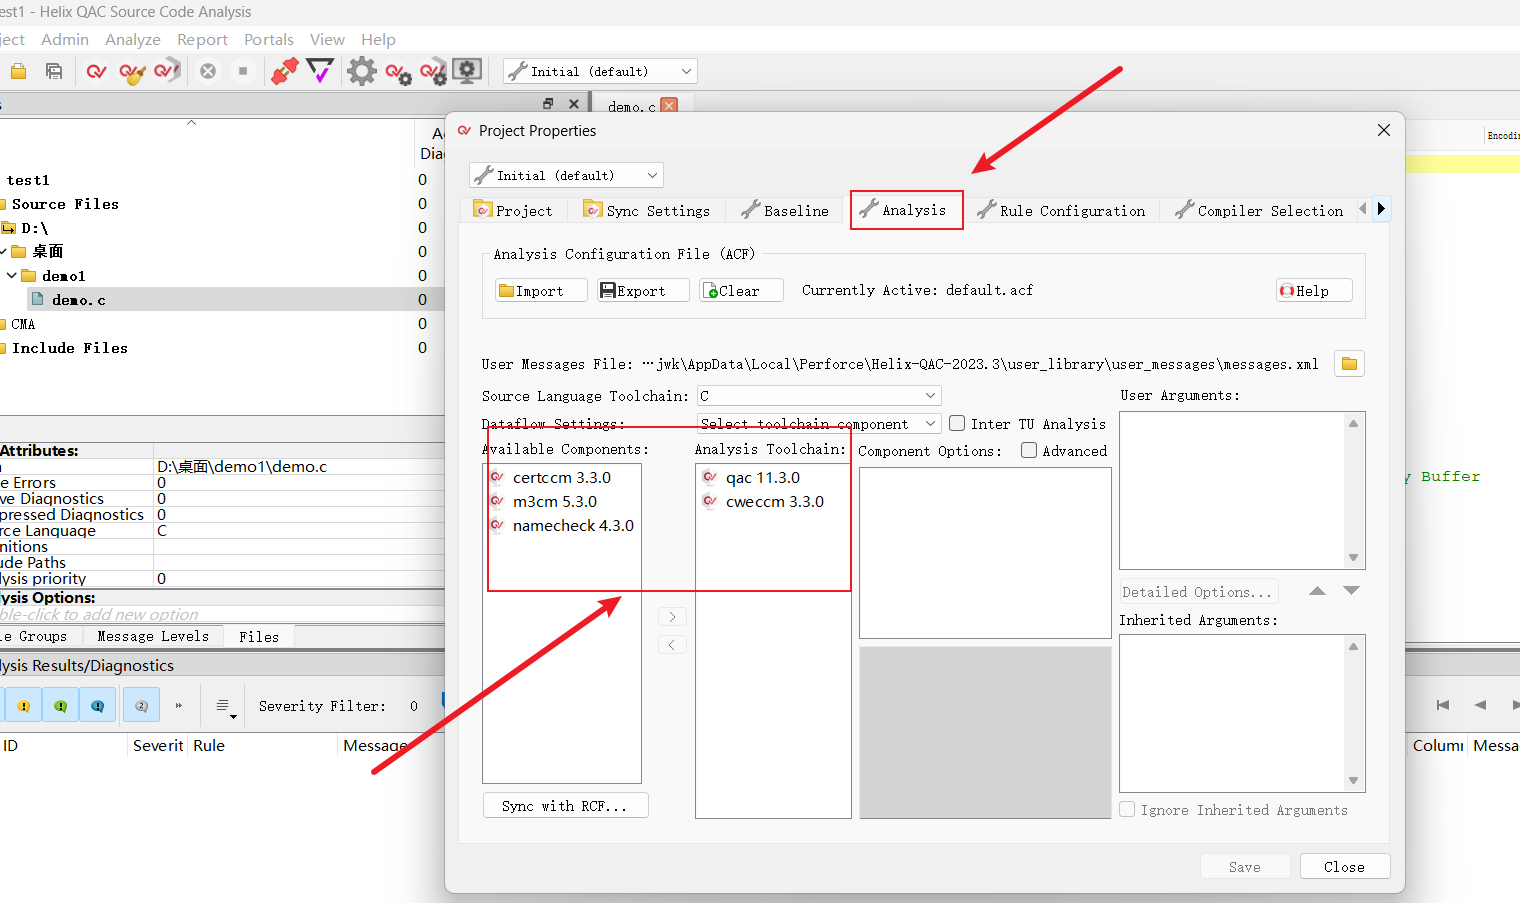 est1 - Helix QAC Source Code Analysis
ject Admin Analyze Report Portals View Help
Initial (default)
demo.c
Project Properties
Encodin
Initial (default)
Project Sync Settings Baseline Analysis Rule Configuration Compiler Selection
Analysis Configuration File (ACF)
Import Export Clear Currently Active: default.acf Help
User Messages File: …jwk\AppData\Local\Perforce\Helix-QAC-2023.3\user_library\user_messages\messages.xml
Source Language Toolchain: C
User Arguments:
Dataflow Settings: Select toolchain component Inter TU Analysis
Available Components: Analysis Toolchain: Component Options: Advanced
certccm 3.3.0
m3cm 5.3.0
namecheck 4.3.0
qac 11.3.0
cweccm 3.3.0
Detailed Options...
Inherited Arguments:
Sync with RCF...
Ignore Inherited Arguments
Save Close
Ac
Dia
test1 0
Source Files 0
D:\ 0
桌面 0
demo1 0
demo.c 0
CMA 0
Include Files 0
Attributes:
D:\桌面\demo1\demo.c
e Errors 0
ve Diagnostics 0
pressed Diagnostics 0
rce Language C
nitions
ude Paths
lysis priority 0
lysis Options:
ble-click to add new option
le Groups Message Levels Files
lysis Results/Diagnostics
Severity Filter: 0
ID Severit Rule Message
y Buffer
Colum Messa